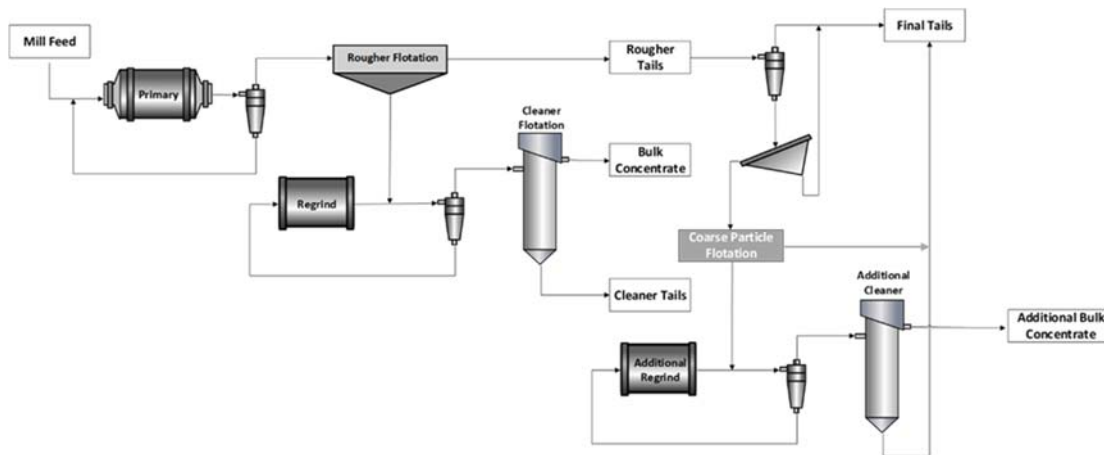 Mill Feed
Primary
Rougher Flotation
Rougher
Tails
Final Tails
Cleaner
Flotation
Bulk
Concentrate
Regrind
Coarse Particle
Flotation
Cleaner Tails
Additional
Cleaner
Additional Bulk
Concentrate
Additional
Regrind